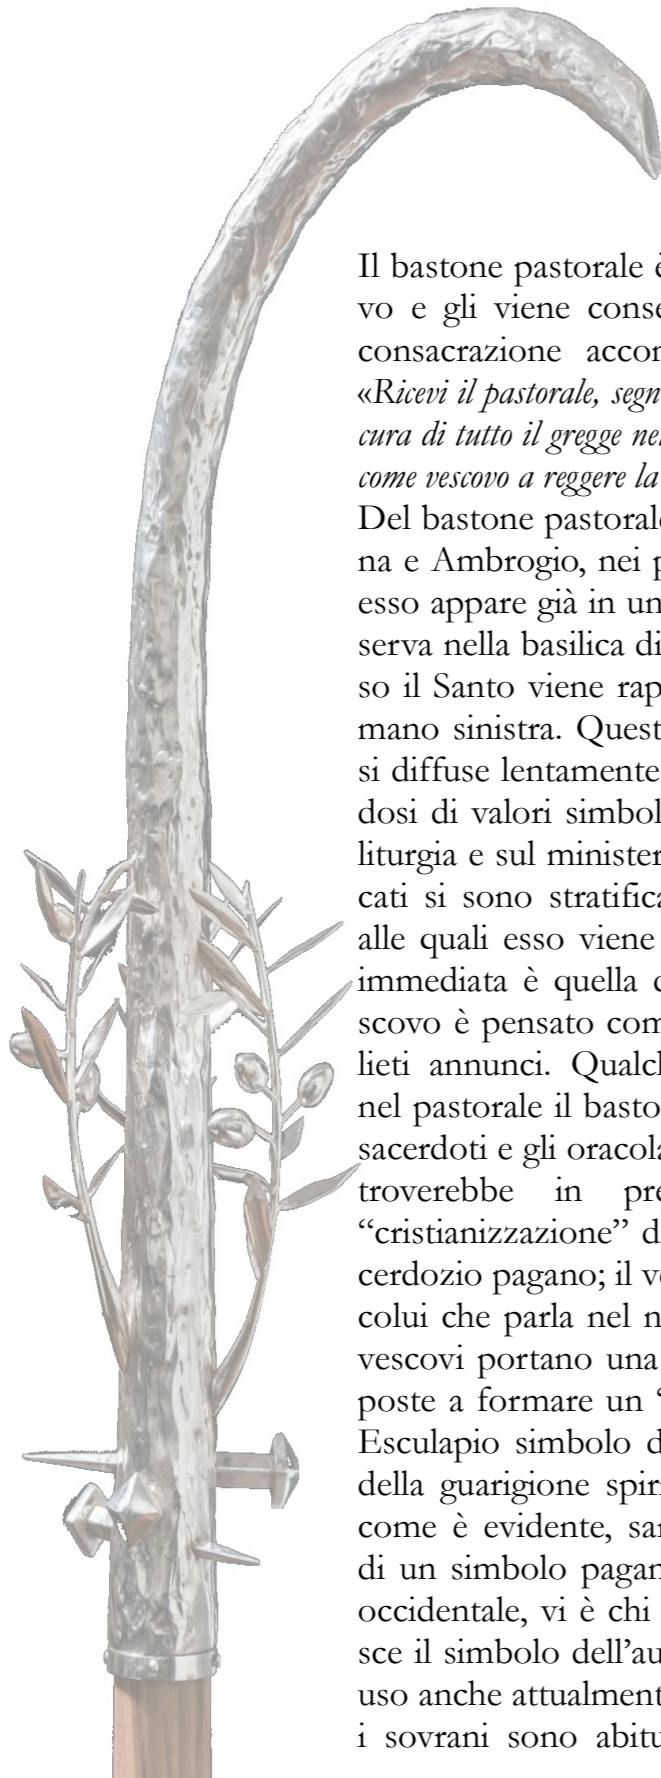 Il bastone pastorale è
vo e gli viene conse
consacrazione accom
«Ricevi il pastorale, segn
cura di tutto il gregge nel
come vescovo a reggere la
Del bastone pastorale
na e Ambrogio, nei p
esso appare già in un
serva nella basilica di
so il Santo viene rap
mano sinistra. Quest
si diffuse lentamente
dosi di valori simbol
liturgia e sul minister
cati si sono stratifica
alle quali esso viene
immediata è quella d
scovo è pensato com
lieti annunci. Qualch
nel pastorale il basto
sacerdoti e gli oracola
troverebbe in pre
“cristianizzazione” d
cerdozio pagano; il ve
colui che parla nel n
vescovi portano una
poste a formare un “
Esculapio simbolo d
della guarigione spir
come è evidente, sar
di un simbolo pagan
occidentale, vi è chi
sce il simbolo dell’au
uso anche attualment
i sovrani sono abitu